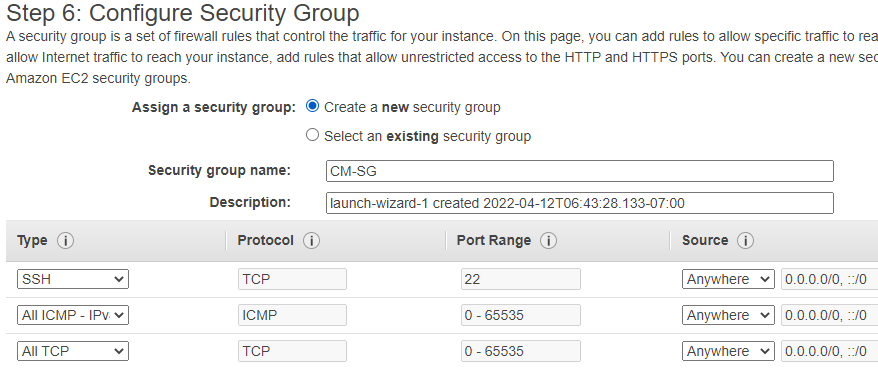 Step 6: Configure Security Group
A security group is a set of firewall rules that control the traffic for your instance. On this page, you can add rules to allow specific traffic to rea
allow Internet traffic to reach your instance, add rules that allow unrestricted access to the HTTP and HTTPS ports. You can create a new sec
Amazon EC2 security groups.
Assign a security group: Create a new security group
Select an existing security group
Security group name: CM-SG
Description: launch-wizard-1 created 2022-04-12T06:43:28.133-07:00
Type i Protocol i Port Range i Source i
SSH TCP 22 Anywhere 0.0.0.0/0, ::/0
All ICMP - IPv TCP ICMP 0 - 65535 Anywhere 0.0.0.0/0, ::/0
All TCP TCP 0 - 65535 Anywhere 0.0.0.0/0, ::/0